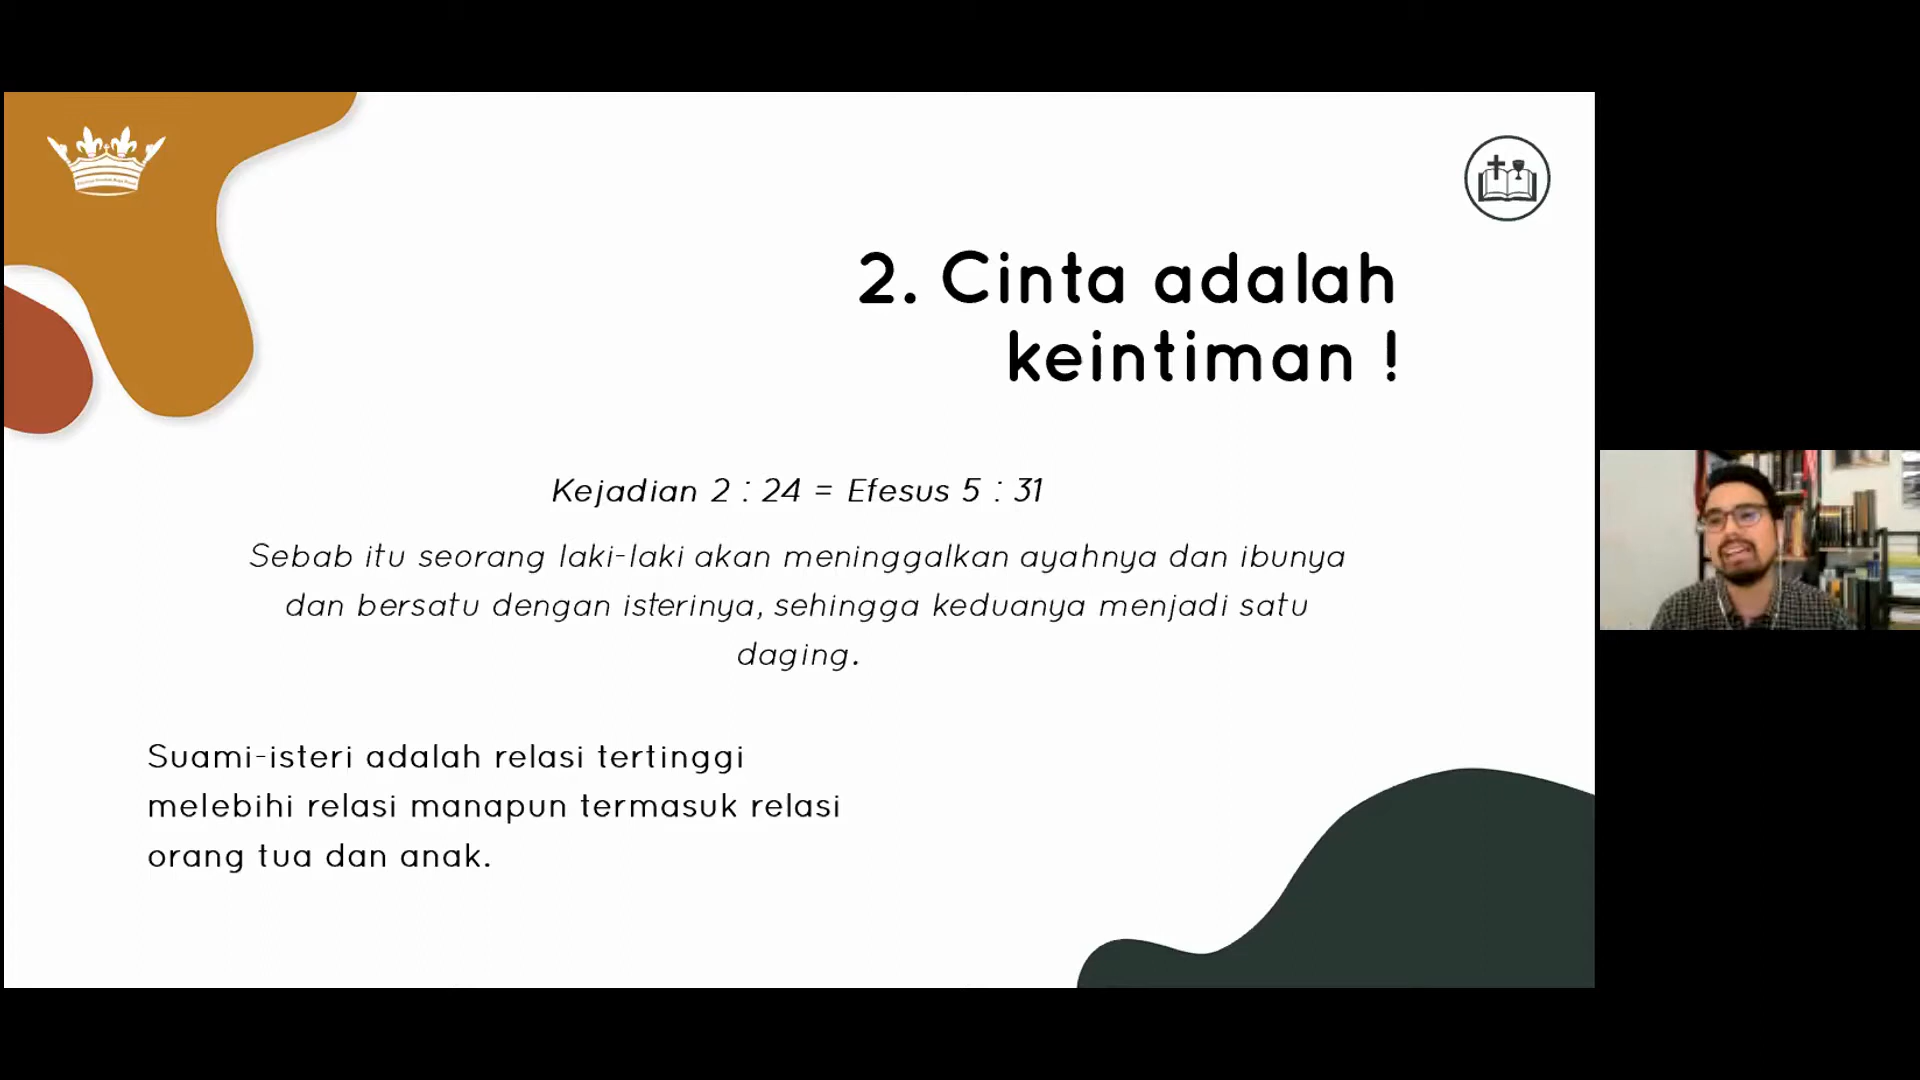 2. Cinta adalah
keintiman !
Kejadian 2 : 24 = Efesus 5 : 31
Sebab itu seorang laki-laki akan meninggalkan ayahnya dan ibunya
dan bersatu dengan isterinya, sehingga keduanya menjadi satu
daging.
Suami-isteri adalah relasi tertinggi
melebihi relasi manapun termasuk relasi
orang tua dan anak.